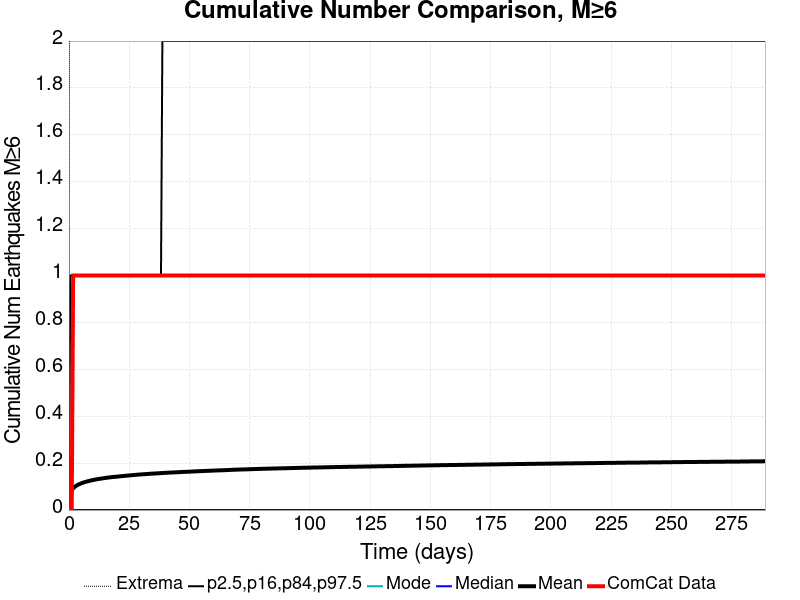 Cumulative Number Comparison, M≥6
Cumulative Num Earthquakes M≥6
2
1.8
1.6
1.4
1.2
1
0.8
0.6
0.4
0.2
0
0 25 50 75 100 125 150 175 200 225 250 275
Time (days)
Extrema p2.5,p16,p84,p97.5 Mode Median Mean ComCat Data